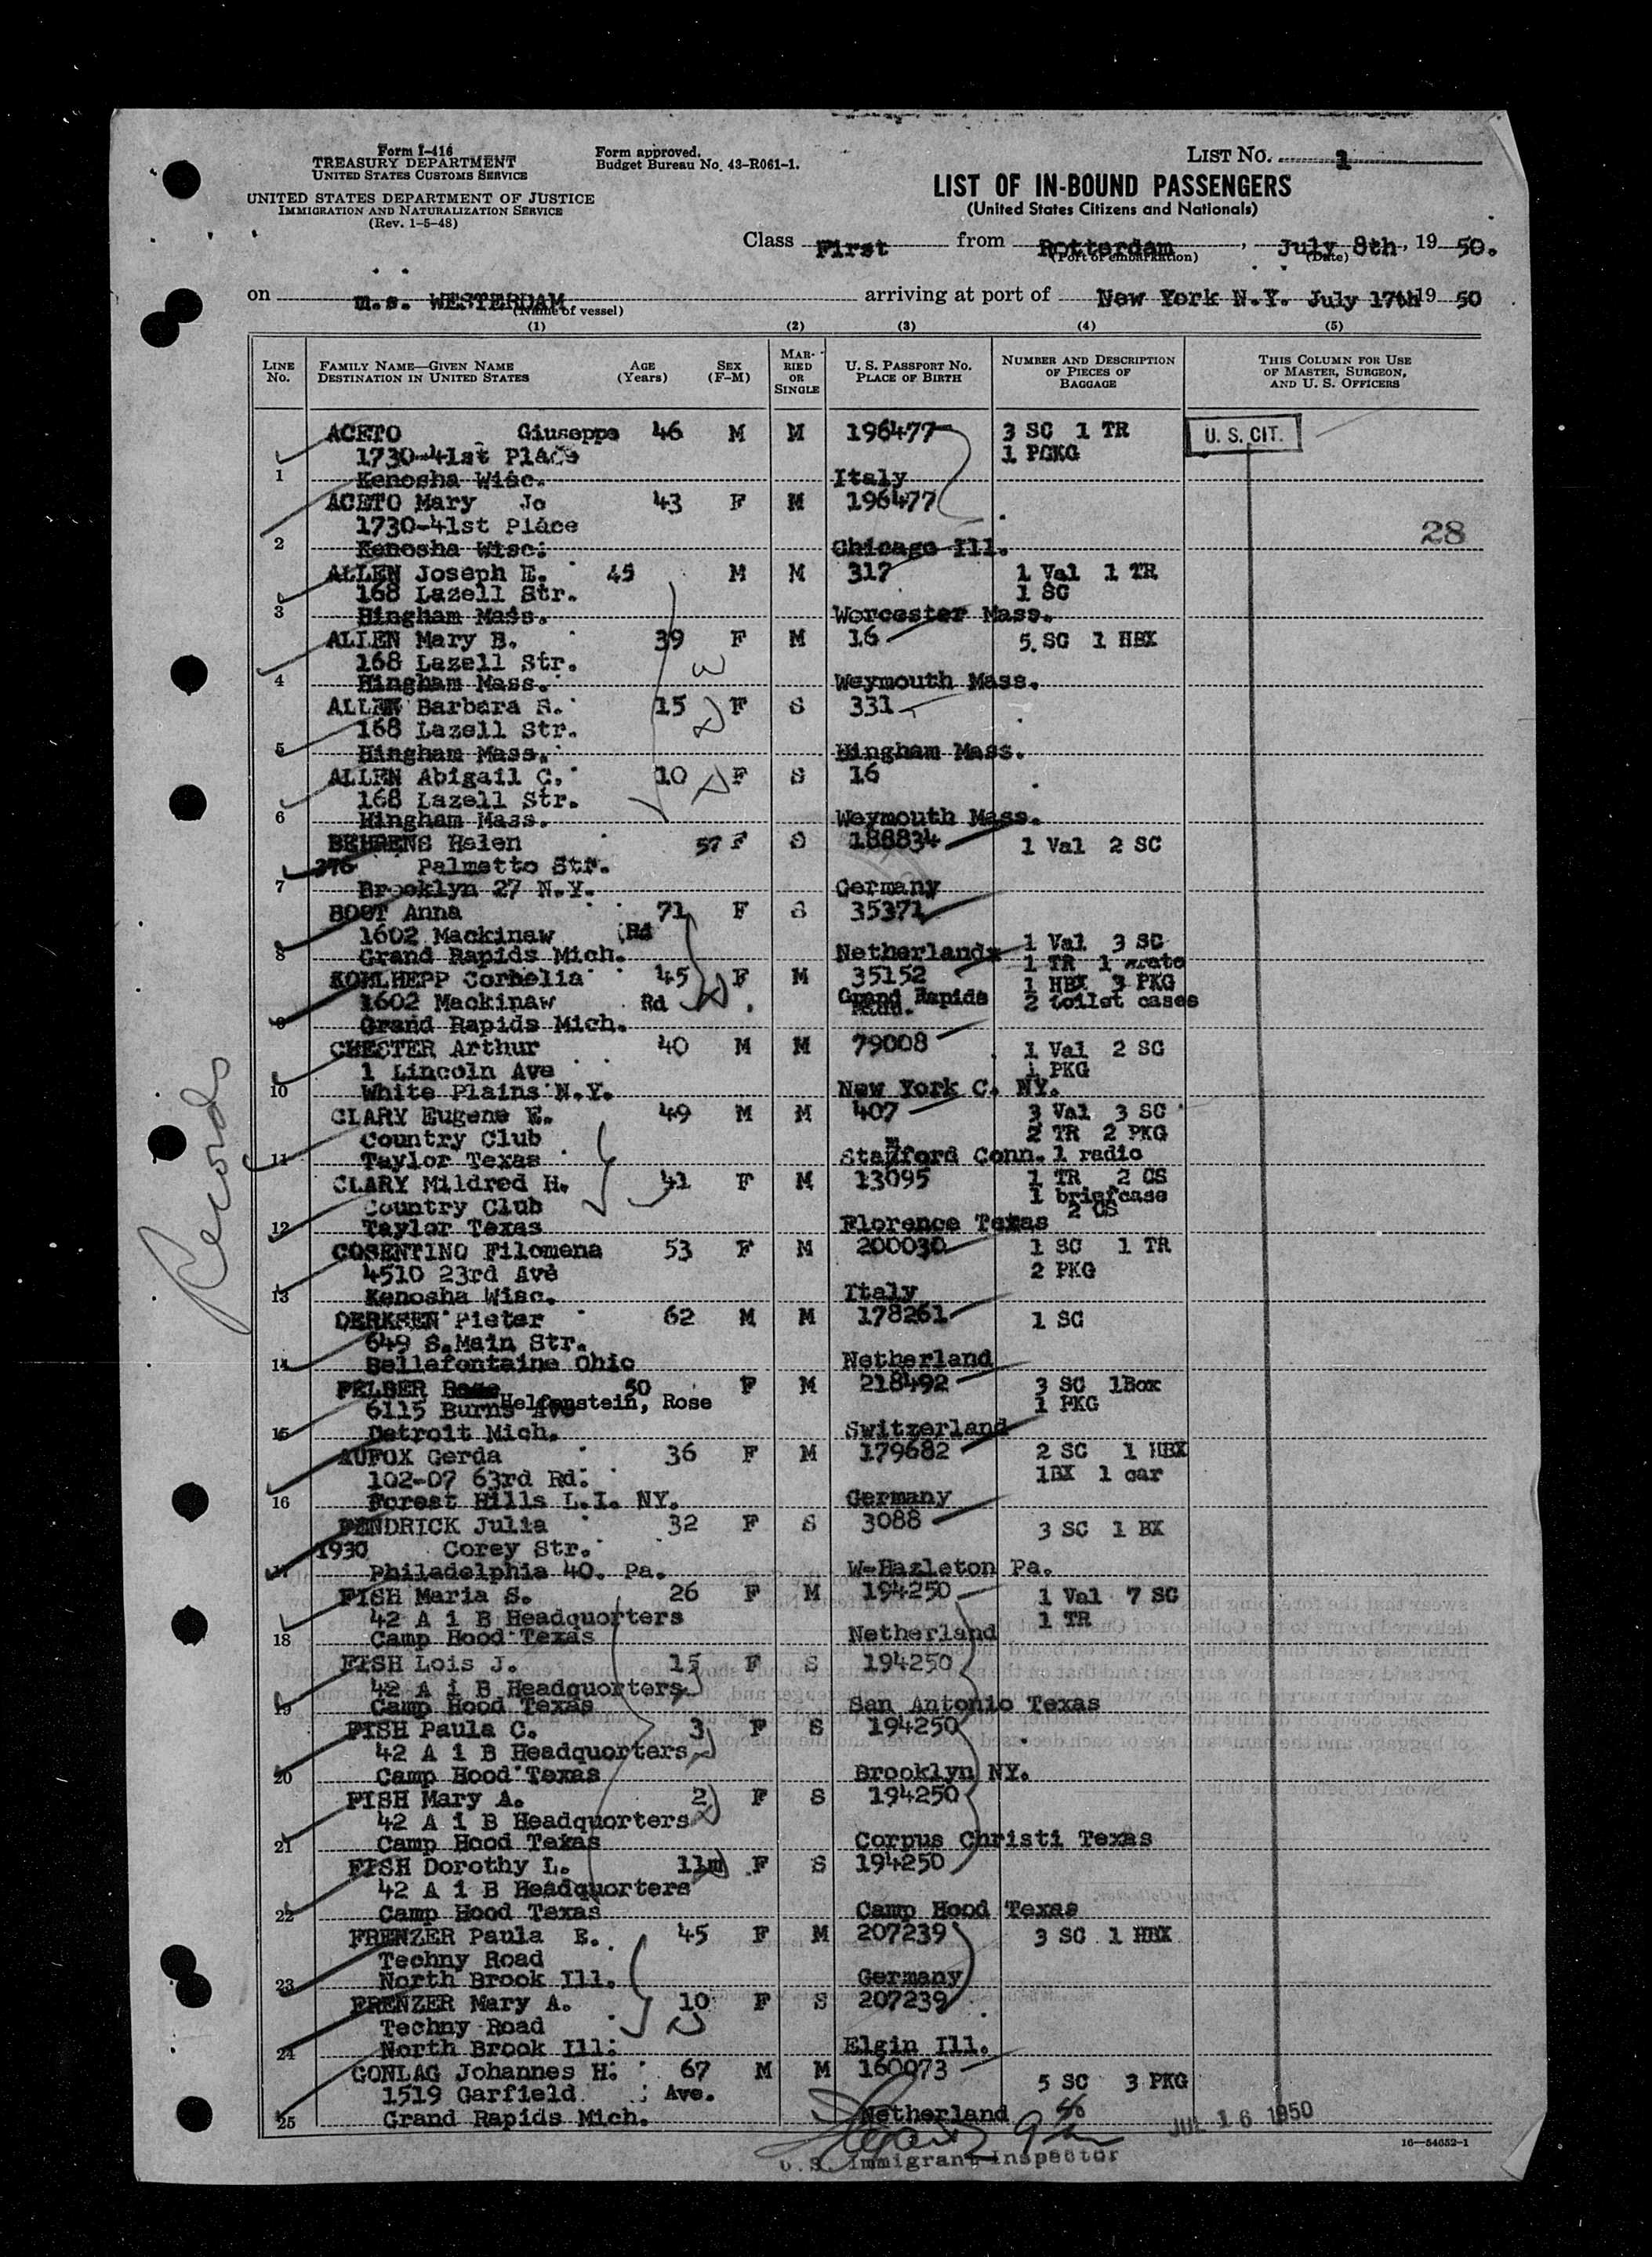 Form I-416
TREASURY DEPARTMENT
UNITED STATES CUSTOMS SERVICE
UNITED STATES DEPARTMENT OF JUSTICE
IMMIGRATION AND NATURALIZATION SERVICE
(Rev. 1-5-48)
Form approved.
Budget Bureau No. 43-R061-1.
LIST NO. 1
LIST OF IN-BOUND PASSENGERS
(United States Citizens and Nationals)
Class First from Rotterdam, July 8th, 19 50.
(Port of embarkation) (Date)
on m.s. WESTERDAM arriving at port of New York N.Y. July 17th 19 50
(Name of vessel)
(1) (2) (3) (4) (5)
LINE No. FAMILY NAME—GIVEN NAME DESTINATION IN UNITED STATES AGE (Years) SEX (F-M) MARRIED OR SINGLE U. S. PASSPORT NO. PLACE OF BIRTH NUMBER AND DESCRIPTION OF PIECES OF BAGGAGE THIS COLUMN FOR USE OF MASTER, SURGEON, AND U. S. OFFICERS
ACETO Giuseppe 46 M M 196477 3 SC 1 TR U. S. CIT.
1730-41st Place 1 PCKG
1 Kenosha Wisc. Italy
ACETO Mary Jo 43 F M 196477
1730-41st Place 28
2 Kenosha Wisc. Chicago Ill.
ALLEN Joseph E. 45 M M 317 1 Val 1 TR
168 Lazell Str. 1 SC
3 Hingham Mass. Worcester Mass.
ALLEN Mary B. 39 F M 16 5 SC 1 HBX
168 Lazell Str.
4 Hingham Mass. Weymouth Mass.
ALLEN Barbara S. 15 F S 331
168 Lazell Str.
5 Hingham Mass. Hingham Mass.
ALLEN Abigail C. 10 F S 16
168 Lazell Str.
6 Hingham Mass. Weymouth Mass.
BEHRENS Helen 57 F S 188834 1 Val 2 SC
376 Palmetto Str.
7 Brooklyn 27 N.Y. Germany
BOOT Anna 71 F S 35371
1602 Mackinaw Rd 1 Val 3 SC
8 Grand Rapids Mich. Netherlands 1 TR 1 crate
KOHLHEPP Cornelia 45 F M 35152 1 HBX 3 PKG
1602 Mackinaw Rd Grand Rapids 2 toilet cases
9 Grand Rapids Mich.
CHESTER Arthur 40 M M 79008 1 Val 2 SC
1 Lincoln Ave 1 PKG
10 White Plains N.Y. New York C. NY.
CLARY Eugene E. 49 M M 407 3 Val 3 SC
Country Club 2 TR 2 PKG
11 Taylor Texas Stamford Conn. 1 radio
CLARY Mildred H. 41 F M 13095 1 TR 2 CS
Country Club 1 briefcase
12 Taylor Texas Florence Texas 2 CS
COSENTINO Filomena 53 F M 200030 1 SC 1 TR
4510 23rd Ave 2 PKG
13 Kenosha Wisc. Italy
DERKSEN Pieter 62 M M 178261 1 SC
649 S.Main Str.
14 Bellefontaine Ohio Netherland
FELBER Rose 50 F M 218492 3 SC 1Box
Helfenstein, Rose
6115 Burns Ave 1 PKG
15 Detroit Mich. Switzerland
AUFOX Gerda 36 F M 179682 2 SC 1 HBX
102-07 63rd Rd. 1BX 1 car
16 Forest Hills L.I. NY. Germany
FENDRICK Julia 32 F S 3088 3 SC 1 BX
1930 Corey Str.
17 Philadelphia 40. Pa. W-Hazleton Pa.
FISH Maria S. 26 F M 194250 1 Val 7 SC
42 A i B Headquorters 1 TR
18 Camp Hood Texas Netherland
FISH Lois J. 15 F S 194250
42 A i B Headquorters
19 Camp Hood Texas San Antonio Texas
FISH Paula C. 3 F S 194250
42 A i B Headquorters
20 Camp Hood Texas Brooklyn NY.
FISH Mary A. 2 F S 194250
42 A i B Headquorters
21 Camp Hood Texas Corpus Christi Texas
FISH Dorothy L. 11m F S 194250
42 A i B Headquorters
22 Camp Hood Texas Camp Hood Texas
FRENZER Paula E. 45 F M 207239 3 SC 1 HBX
Techny Road
23 North Brook Ill. Germany
FRENZER Mary A. 10 F S 207239
Techny Road
24 North Brook Ill. Elgin Ill.
GONLAG Johannes H. 67 M M 160073 5 SC 3 PKG
1519 Garfield Ave.
25 Grand Rapids Mich. Netherland
JUL 16 1950
16—54652-1
U.S. Immigrant Inspector
Records